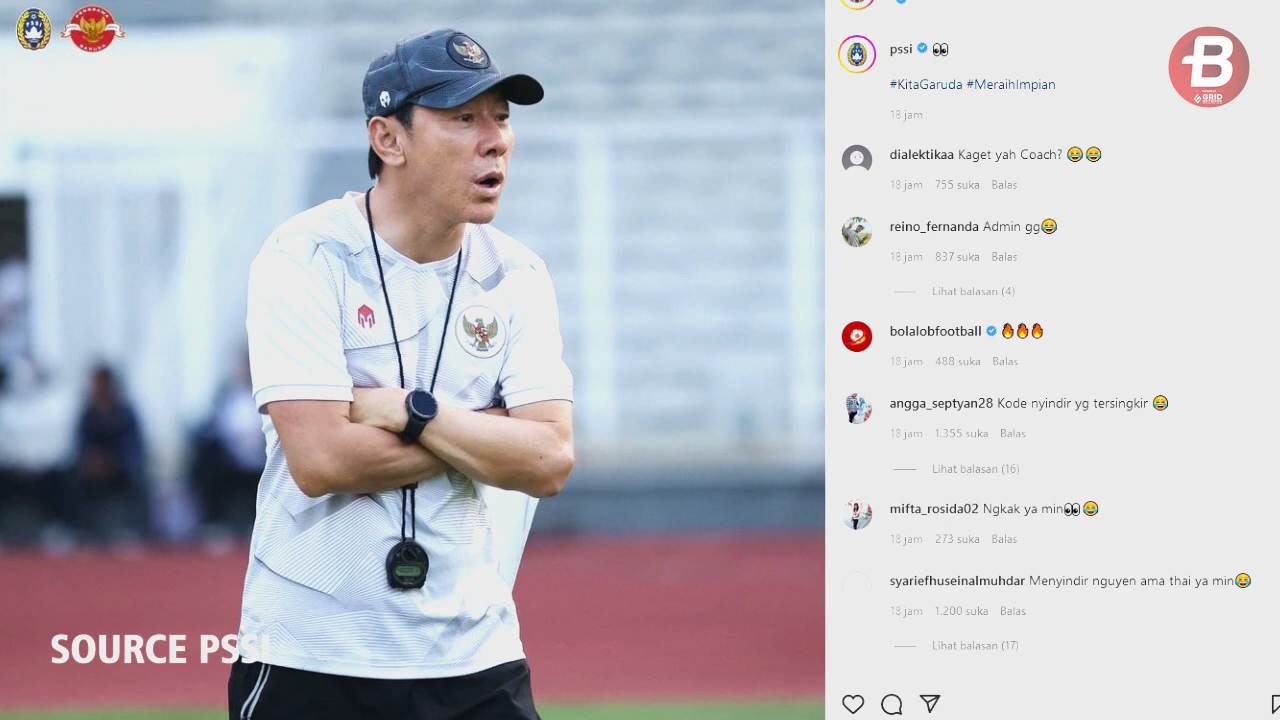 PSSI
GARUDA
pssi 👀
#KitaGaruda #MeraihImpian
18 jam
B
GRID
dialektikaa Kaget yah Coach? 😂😂
18 jam 755 suka Balas
reino_fernanda Admin gg😂
18 jam 837 suka Balas
Lihat balasan (4)
bolalobfootball 🔥🔥🔥
18 jam 488 suka Balas
angga_septyan28 Kode nyindir yg tersingkir 😂
18 jam 1.355 suka Balas
Lihat balasan (16)
mifta_rosida02 Ngkak ya min👀😂
18 jam 273 suka Balas
syariefhuseinalmuhdar Menyindir nguyen ama thai ya min😂
18 jam 1.200 suka Balas
Lihat balasan (17)
SOURCE PSSI